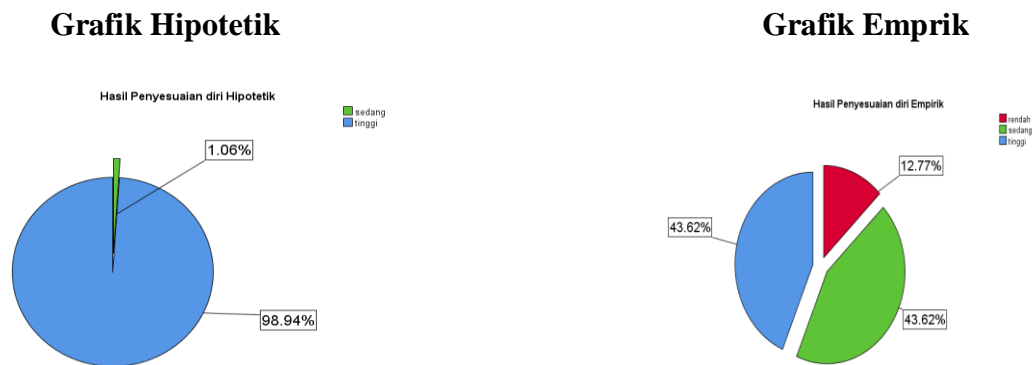 Grafik Hipotetik
Hasil Penyesuaian diri Hipotetik
sedang
tinggi
1.06%
98.94%
Grafik Emprik
Hasil Penyesuaian diri Empirik
rendah
sedang
tinggi
12.77%
43.62%
43.62%